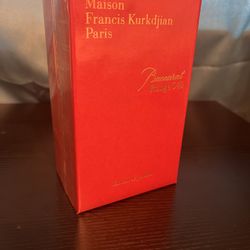 Maison
Francis Kurkdjian
Paris
Baccarat
Rouge 540